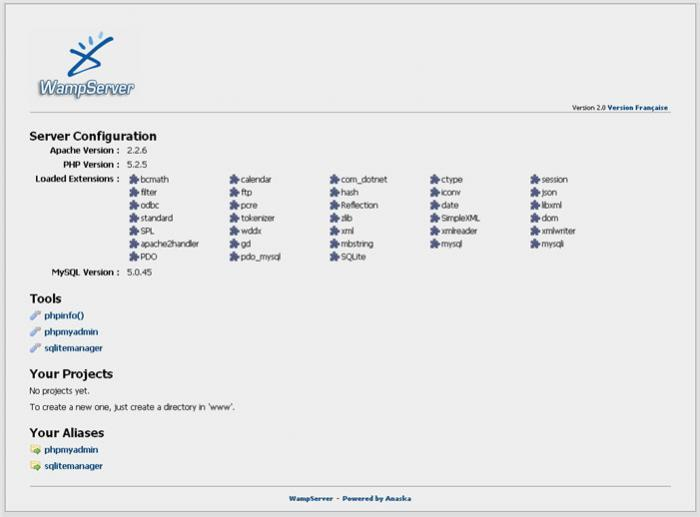 WampServer
Version 2.0 Version Française
Server Configuration
Apache Version : 2.2.6
PHP Version : 5.2.5
Loaded Extensions : bcmath calendar com_dotnet ctype session
filter ftp hash iconv json
odbc pcre Reflection date libxml
standard tokenizer zlib SimpleXML dom
SPL wddx xml xmlreader xmlwriter
apache2handler gd mbstring mysql mysqli
PDO pdo_mysql SQLite
MySQL Version : 5.0.45
Tools
phpinfo()
phpmyadmin
sqlitemanager
Your Projects
No projects yet.
To create a new one, just create a directory in 'www'.
Your Aliases
phpmyadmin
sqlitemanager
WampServer - Powered by Anaska